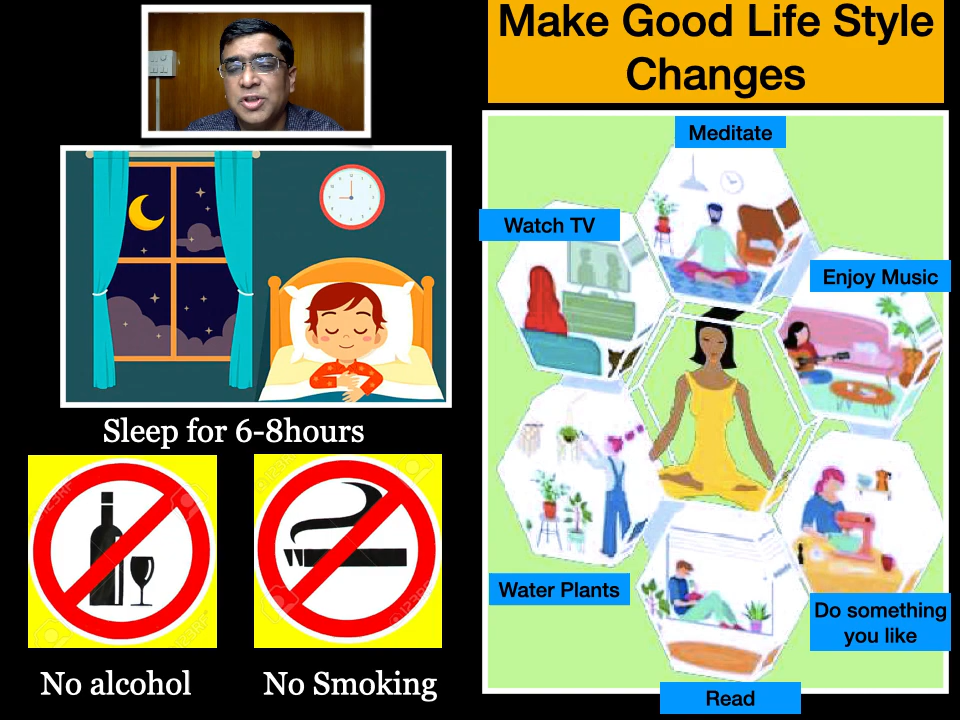 Make Good Life Style
Changes
Meditate
Watch TV
Enjoy Music
Sleep for 6-8hours
Water Plants
Do something
you like
No alcohol
No Smoking
Read